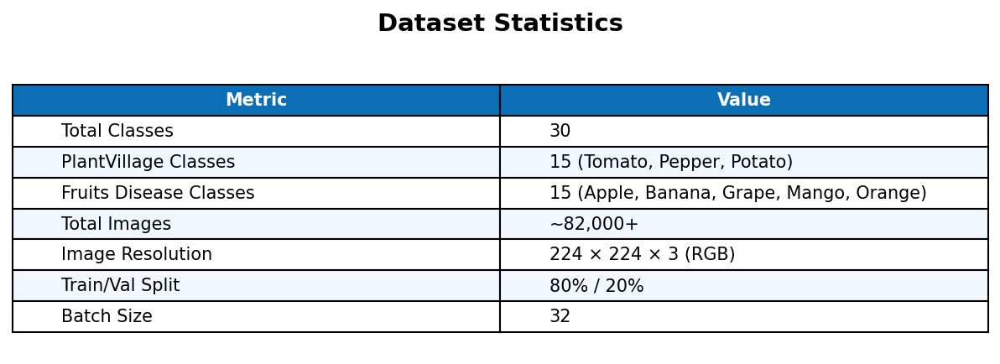 Dataset Statistics
Metric Value
Total Classes 30
PlantVillage Classes 15 (Tomato, Pepper, Potato)
Fruits Disease Classes 15 (Apple, Banana, Grape, Mango, Orange)
Total Images ~82,000+
Image Resolution 224 × 224 × 3 (RGB)
Train/Val Split 80% / 20%
Batch Size 32